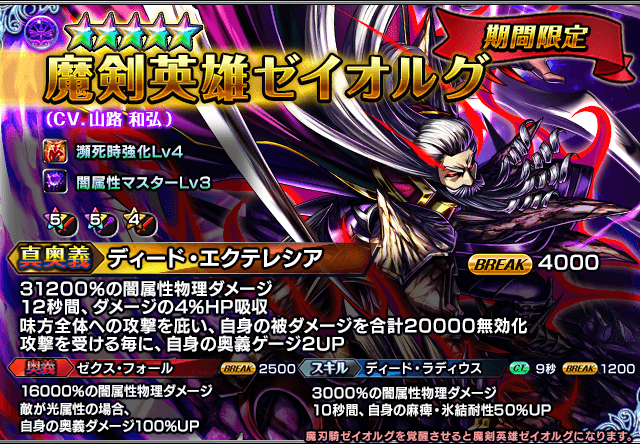 期間限定
魔剣英雄ゼイオルグ
(CV.山路 和弘)
瀕死時強化Lv4
闇属性マスターLv3
5 5 4
真奥義 ディード・エクテレシア BREAK 4000
31200%の闇属性物理ダメージ
12秒間、ダメージの4%HP吸収
味方全体への攻撃を庇い、自身の被ダメージを合計20000無効化
攻撃を受ける毎に、自身の奥義ゲージ2UP
奥義 ゼクス・フォール BREAK 2500
16000%の闇属性物理ダメージ
敵が光属性の場合、
自身の奥義ダメージ100%UP
スキル ディード・ラディウス CT 9秒 BREAK 1200
3000%の闇属性物理ダメージ
10秒間、自身の麻痺・氷結耐性50%UP
魔刃騎ゼイオルグを覚醒させると魔剣英雄ゼイオルグになります。